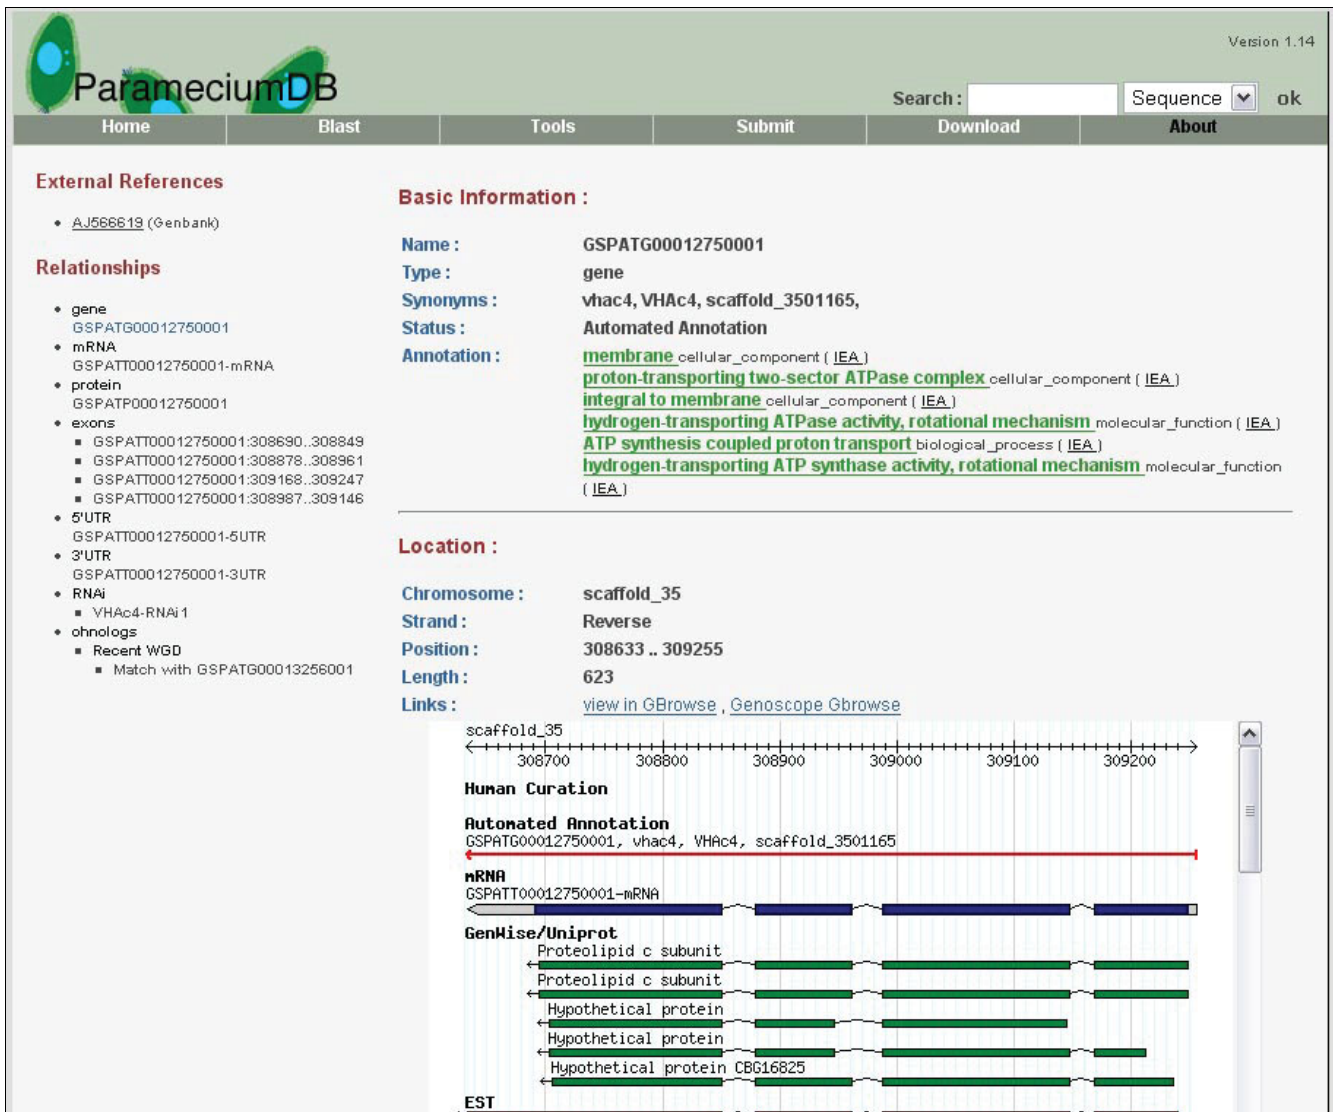 Version 1.14
ParameciumDB
Search : Sequence ok
Home Blast Tools Submit Download About
External References
AJ566619 (Genbank)
Relationships
gene
GSPATG00012750001
mRNA
GSPATT00012750001-mRNA
protein
GSPATP00012750001
exons
GSPATT00012750001:308690..308849
GSPATT00012750001:308878..308961
GSPATT00012750001:309168..309247
GSPATT00012750001:308987..309146
5'UTR
GSPATT00012750001-5UTR
3'UTR
GSPATT00012750001-3UTR
RNAi
VHAc4-RNAi1
ohnologs
Recent WGD
Match with GSPATG00013256001
Basic Information :
Name : GSPATG00012750001
Type : gene
Synonyms : vhac4, VHAc4, scaffold_3501165,
Status : Automated Annotation
Annotation : membrane cellular_component ( IEA )
proton-transporting two-sector ATPase complex cellular_component ( IEA )
integral to membrane cellular_component ( IEA )
hydrogen-transporting ATPase activity, rotational mechanism molecular_function ( IEA )
ATP synthesis coupled proton transport biological_process ( IEA )
hydrogen-transporting ATP synthase activity, rotational mechanism molecular_function
( IEA )
Location :
Chromosome : scaffold_35
Strand : Reverse
Position : 308633 .. 309255
Length : 623
Links : view in GBrowse , Genoscope Gbrowse
scaffold_35
308700 308800 308900 309000 309100 309200
Human Curation
Automated Annotation
GSPATG00012750001, vhac4, VHAc4, scaffold_3501165
mRNA
GSPATT00012750001-mRNA
GenWise/Uniprot
Proteolipid c subunit
Proteolipid c subunit
Hypothetical protein
Hypothetical protein
Hypothetical protein CBG16825
EST